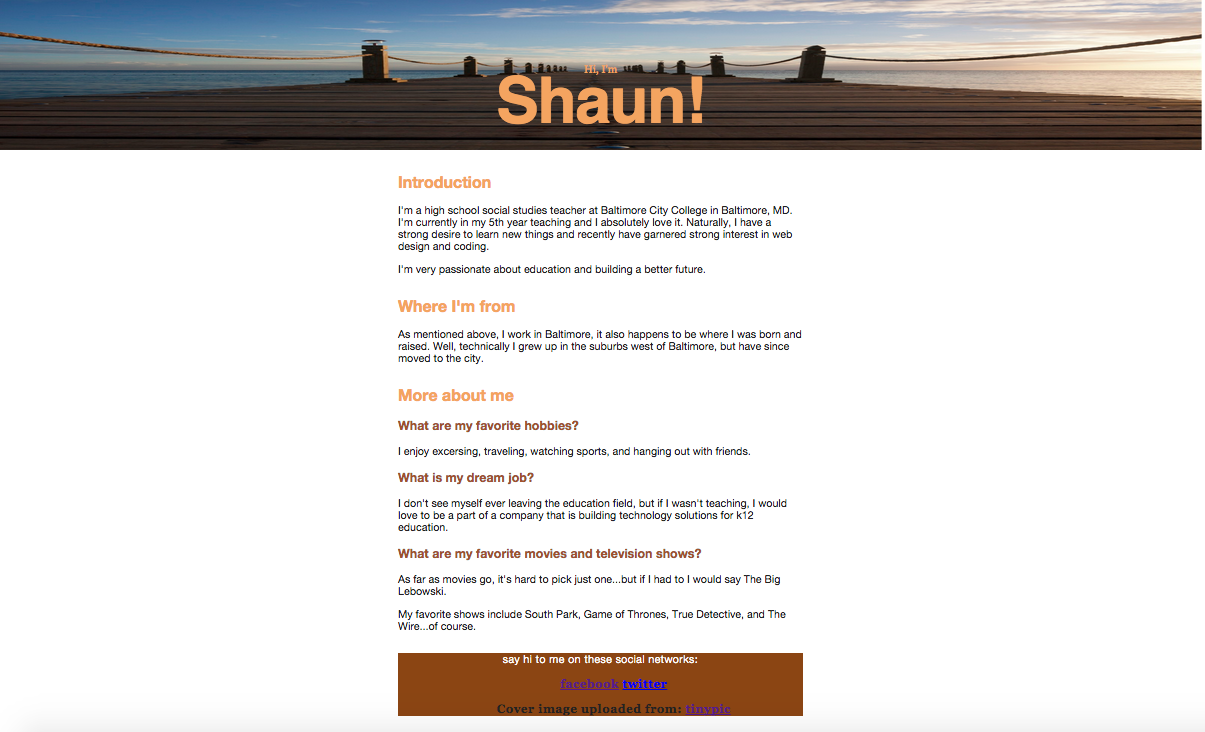 Hi, I'm
Shaun!
Introduction
I'm a high school social studies teacher at Baltimore City College in Baltimore, MD.
I'm currently in my 5th year teaching and I absolutely love it. Naturally, I have a
strong desire to learn new things and recently have garnered strong interest in web
design and coding.
I'm very passionate about education and building a better future.
Where I'm from
As mentioned above, I work in Baltimore, it also happens to be where I was born and
raised. Well, technically I grew up in the suburbs west of Baltimore, but have since
moved to the city.
More about me
What are my favorite hobbies?
I enjoy excersing, traveling, watching sports, and hanging out with friends.
What is my dream job?
I don't see myself ever leaving the education field, but if I wasn't teaching, I would
love to be a part of a company that is building technology solutions for k12
education.
What are my favorite movies and television shows?
As far as movies go, it's hard to pick just one...but if I had to I would say The Big
Lebowski.
My favorite shows include South Park, Game of Thrones, True Detective, and The
Wire...of course.
say hi to me on these social networks:
facebook twitter
Cover image uploaded from: tinypic